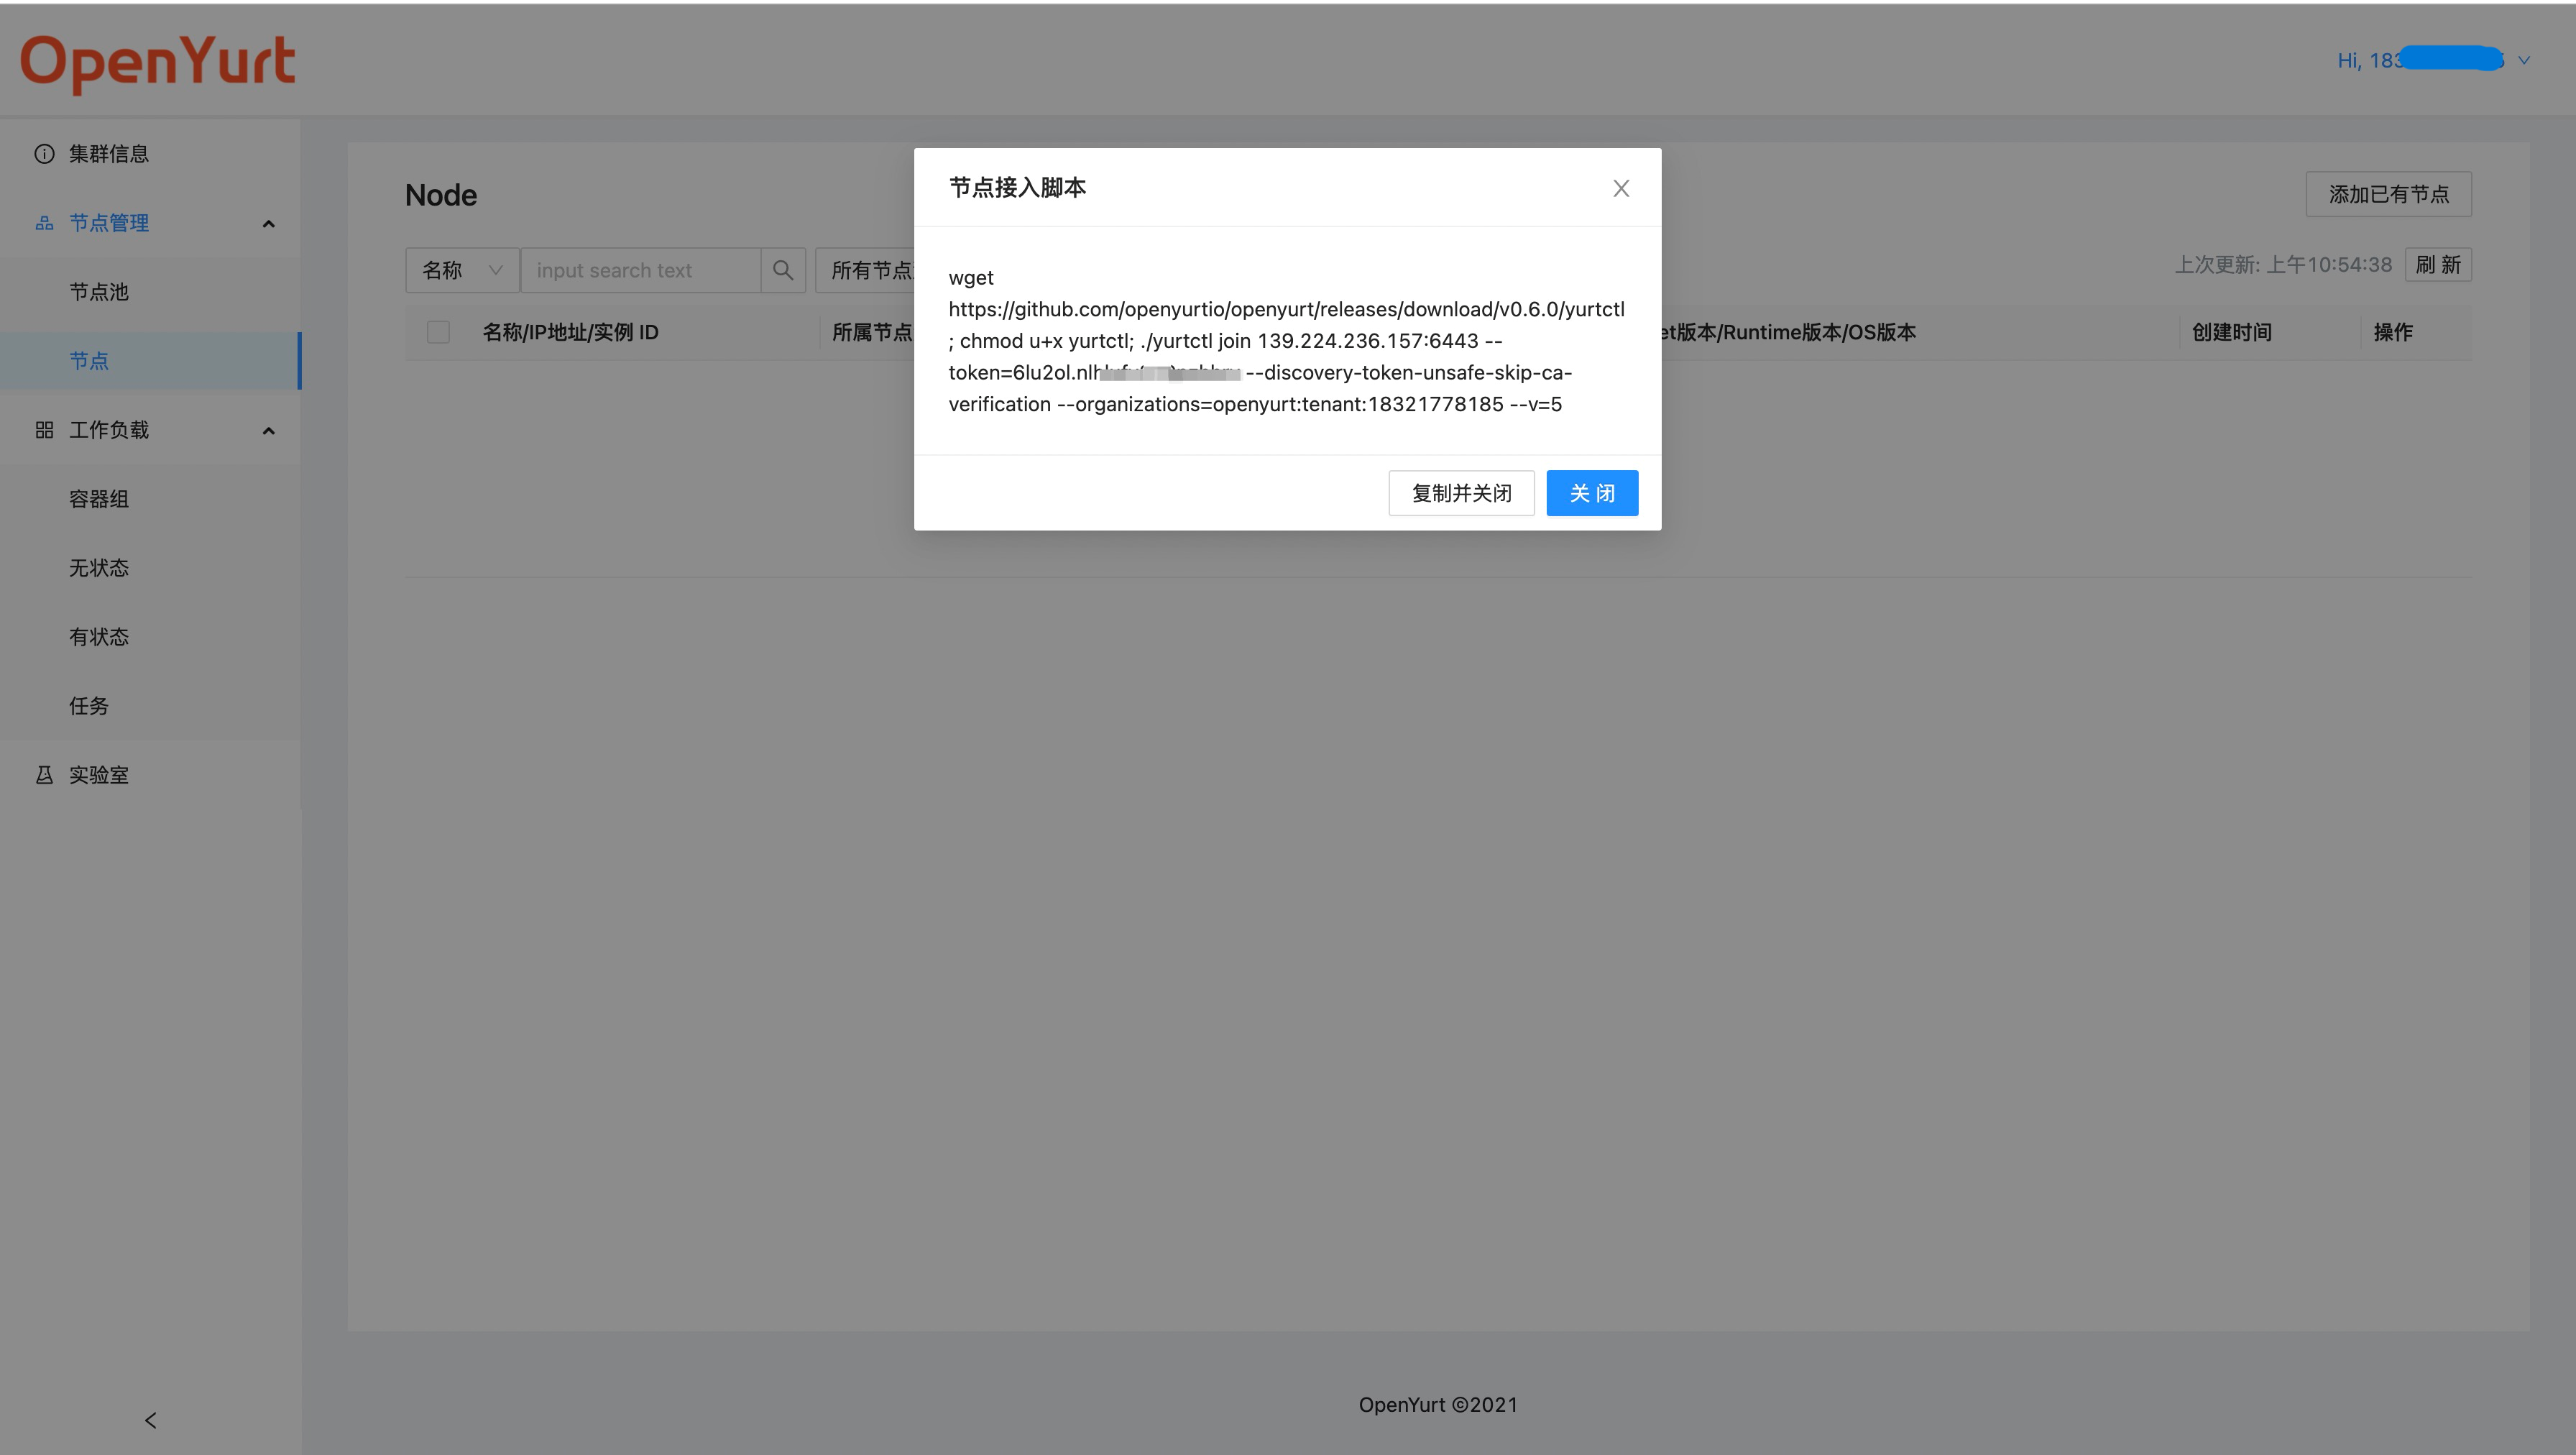 OpenYurt
Hi, 183
集群信息
节点管理
节点池
节点
工作负载
容器组
无状态
有状态
任务
实验室
Node
添加已有节点
名称
input search text
所有节点
上次更新: 上午10:54:38
刷 新
名称/IP地址/实例 ID
所属节点
et版本/Runtime版本/OS版本
创建时间
操作
节点接入脚本
wget
https://github.com/openyurtio/openyurt/releases/download/v0.6.0/yurtctl
; chmod u+x yurtctl; ./yurtctl join 139.224.236.157:6443 --
token=6lu2ol.nlh --discovery-token-unsafe-skip-ca-
verification --organizations=openyurt:tenant:18321778185 --v=5
复制并关闭
关 闭
OpenYurt ©2021